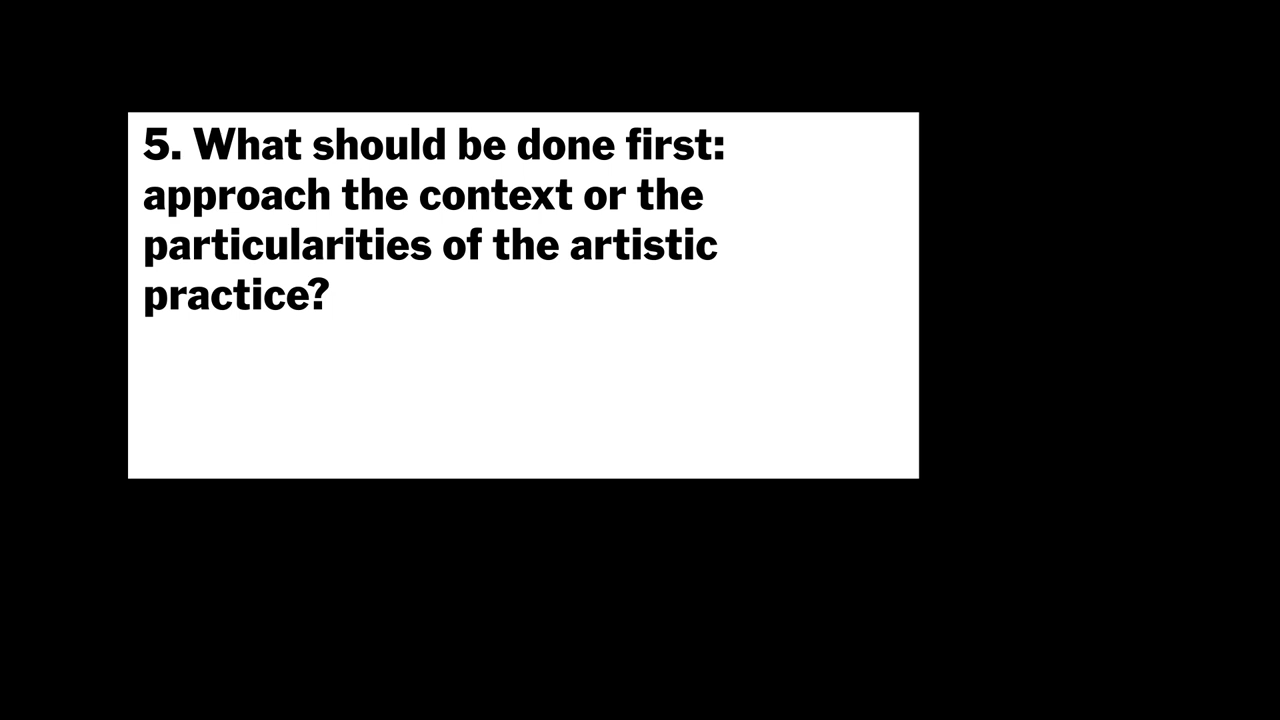 5. What should be done first:
approach the context or the
particularities of the artistic
practice?